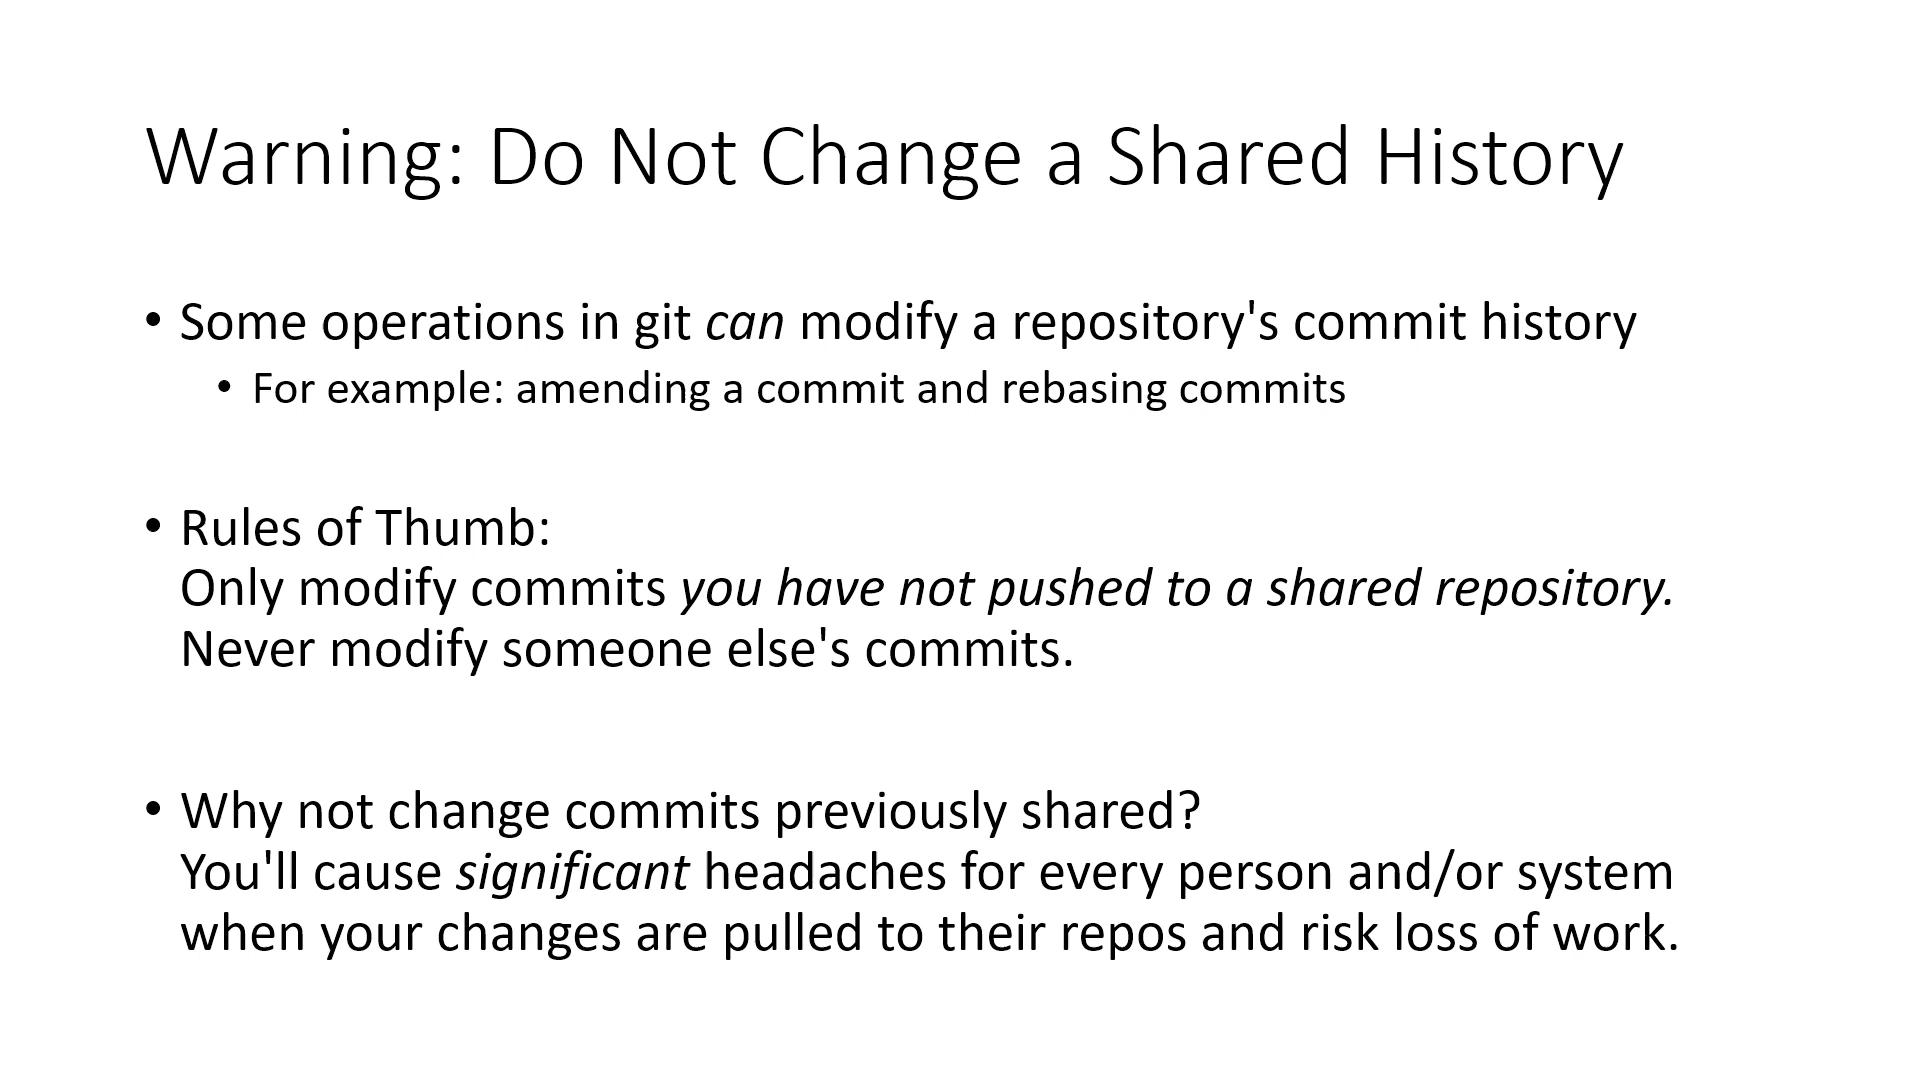 Warning: Do Not Change a Shared History
• Some operations in git can modify a repository's commit history
• For example: amending a commit and rebasing commits
• Rules of Thumb:
Only modify commits you have not pushed to a shared repository.
Never modify someone else's commits.
• Why not change commits previously shared?
You'll cause significant headaches for every person and/or system
when your changes are pulled to their repos and risk loss of work.